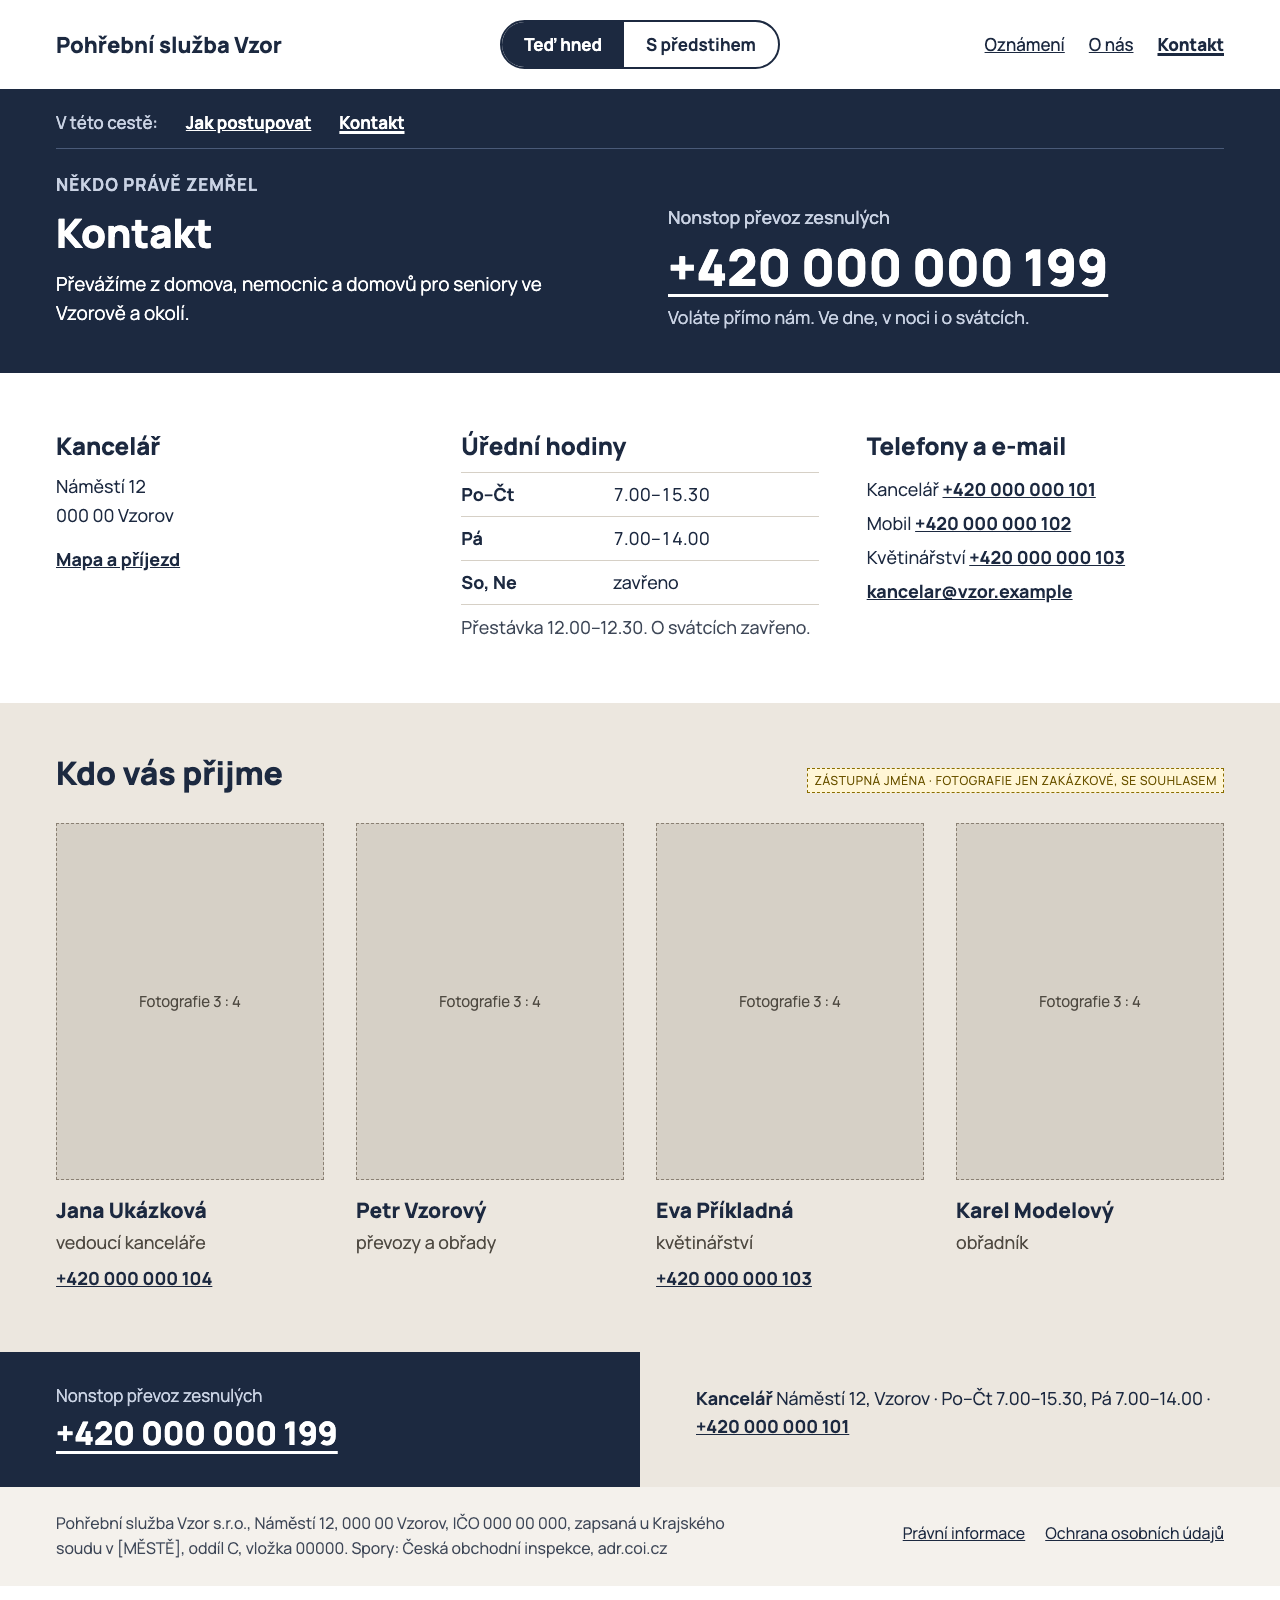 Pohřební služba Vzor
Teď hned
S předstihem
Oznámení
O nás
Kontakt
V této cestě:
Jak postupovat
Kontakt
NĚKDO PRÁVĚ ZEMŘEL
Kontakt
Převážíme z domova, nemocnic a domovů pro seniory ve
Vzorově a okolí.
Nonstop převoz zesnulých
+420 000 000 199
Voláte přímo nám. Ve dne, v noci i o svátcích.
Kancelář
Náměstí 12
000 00 Vzorov
Mapa a příjezd
Úřední hodiny
Po–Čt 7.00–15.30
Pá 7.00–14.00
So, Ne zavřeno
Přestávka 12.00–12.30. O svátcích zavřeno.
Telefony a e-mail
Kancelář +420 000 000 101
Mobil +420 000 000 102
Květinářství +420 000 000 103
kancelar@vzor.example
Kdo vás přijme
ZÁSTUPNÁ JMÉNA · FOTOGRAFIE JEN ZAKÁZKOVÉ, SE SOUHLASEM
Fotografie 3 : 4
Fotografie 3 : 4
Fotografie 3 : 4
Fotografie 3 : 4
Jana Ukázková
vedoucí kanceláře
+420 000 000 104
Petr Vzorový
převozy a obřady
Eva Příkladná
květinářství
+420 000 000 103
Karel Modelový
obřadník
Nonstop převoz zesnulých
+420 000 000 199
Kancelář Náměstí 12, Vzorov · Po–Čt 7.00–15.30, Pá 7.00–14.00 ·
+420 000 000 101
Pohřební služba Vzor s.r.o., Náměstí 12, 000 00 Vzorov, IČO 000 00 000, zapsaná u Krajského
soudu v [MĚSTĚ], oddíl C, vložka 00000. Spory: Česká obchodní inspekce, adr.coi.cz
Právní informace
Ochrana osobních údajů